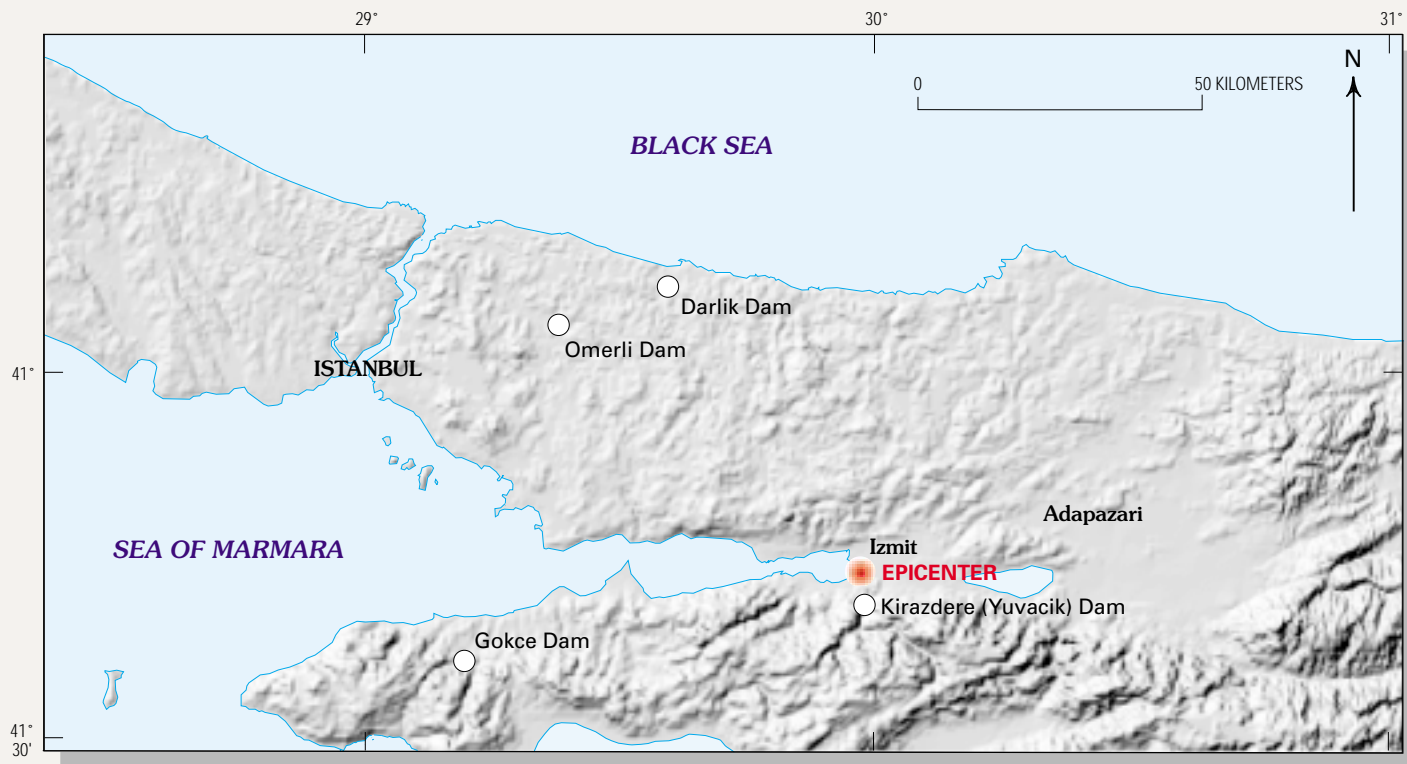 29°
30°
31°
N
0
50 KILOMETERS
BLACK SEA
Darlik Dam
Omerli Dam
ISTANBUL
41°
Adapazari
SEA OF MARMARA
Izmit
EPICENTER
Kirazdere (Yuvacik) Dam
Gokce Dam
41°
30'